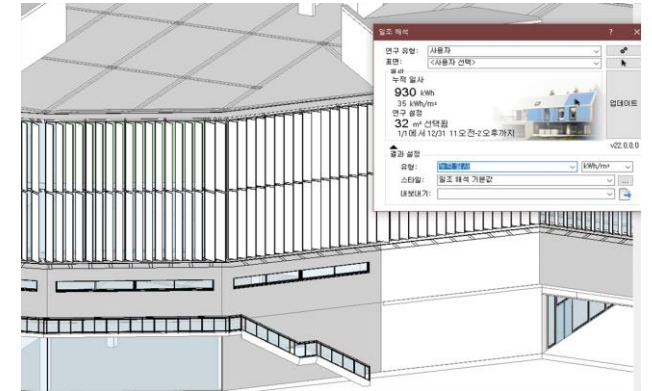 일조 해석 ? ×
연구 유형: 사용자
표면: <사용자 선택>
누적 일사
930 kWh
35 kWh/m²
연구 설정
32 m² 선택됨
1/1에서 12/31 11오전-2오후까지
업데이트
v22.0.0.0
결과 설정
유형: 누적 일사 kWh/m²
스타일: 일조 해석 기본값 ...
내보내기: